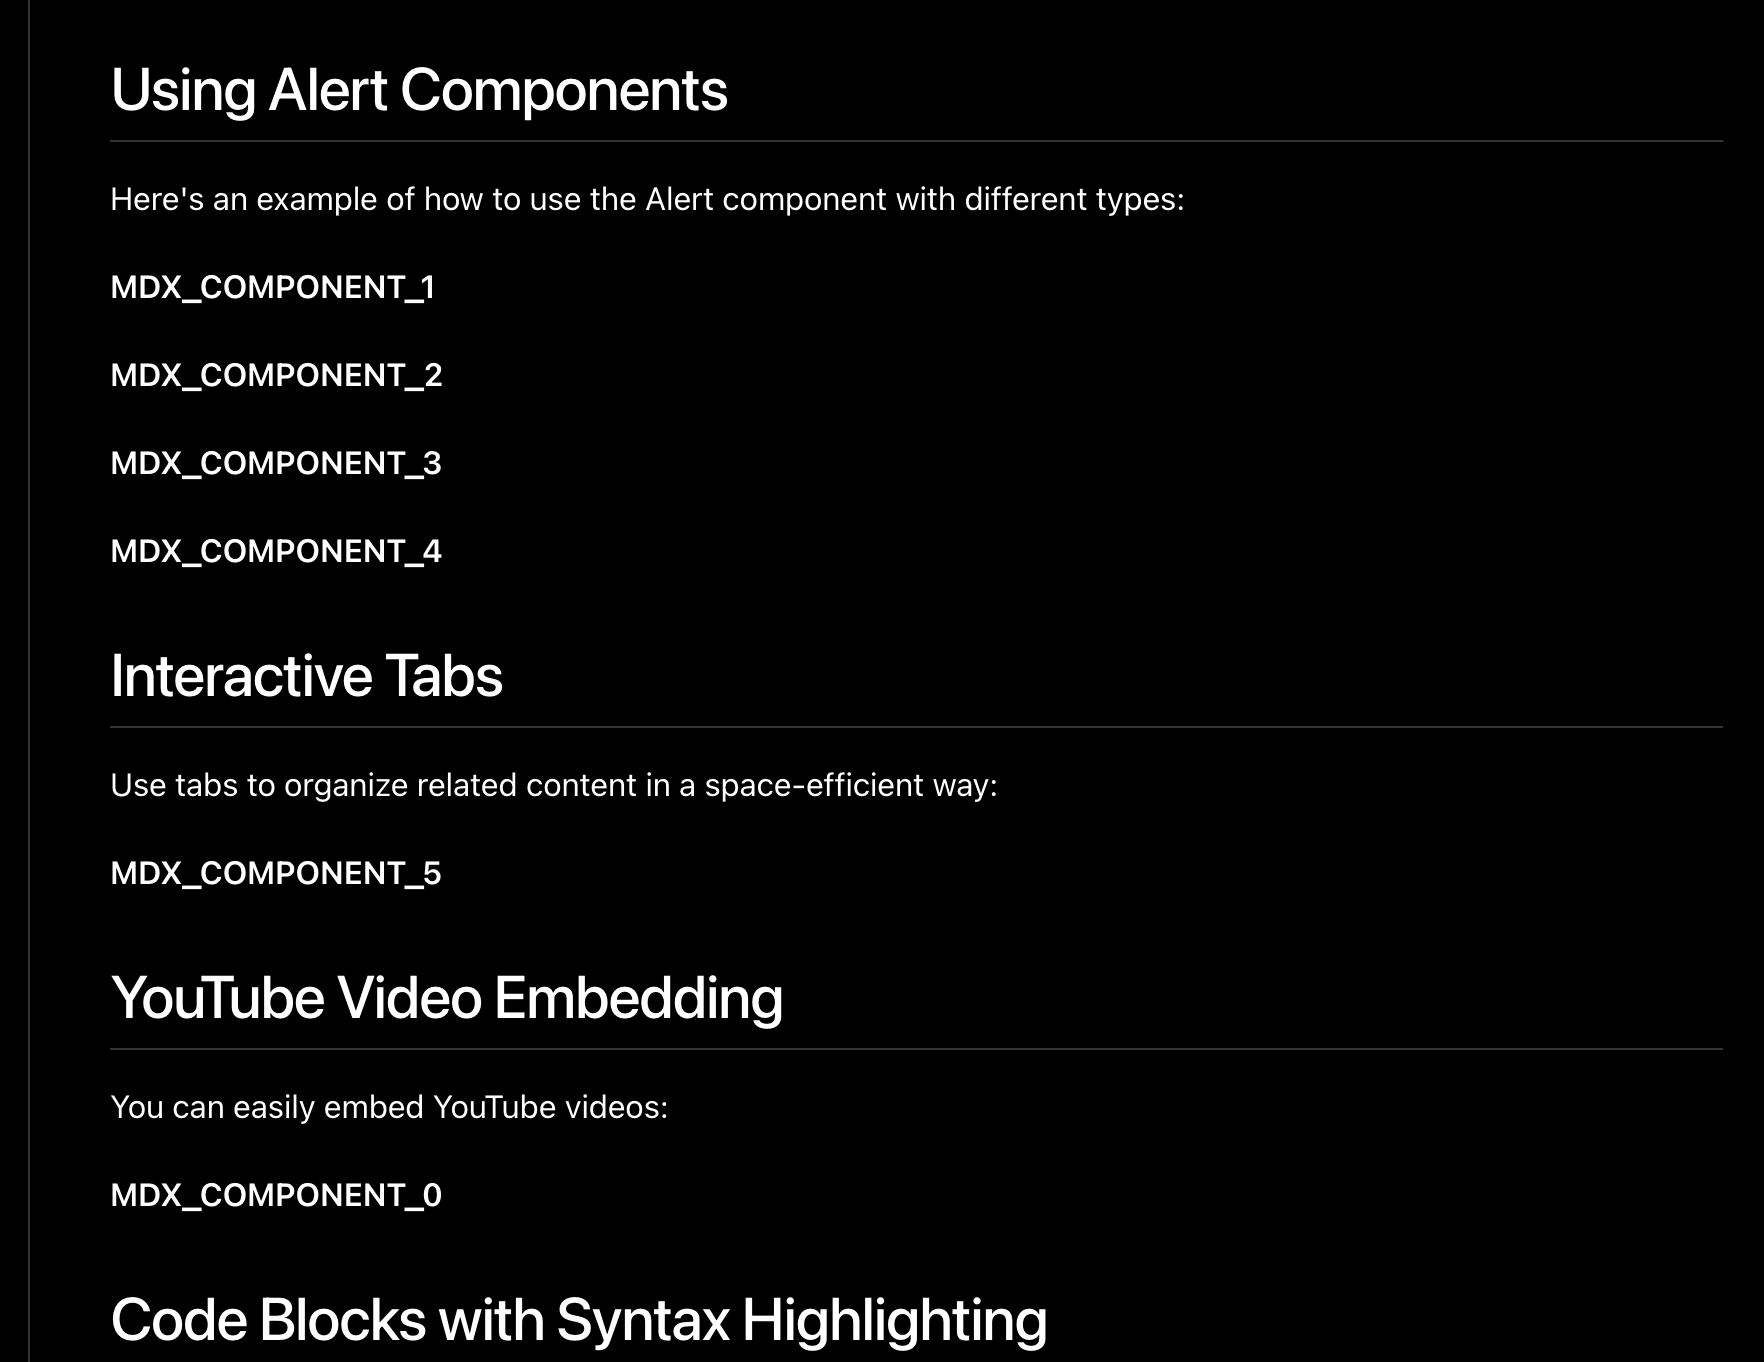 Using Alert Components
Here's an example of how to use the Alert component with different types:
MDX_COMPONENT_1
MDX_COMPONENT_2
MDX_COMPONENT_3
MDX_COMPONENT_4
Interactive Tabs
Use tabs to organize related content in a space-efficient way:
MDX_COMPONENT_5
YouTube Video Embedding
You can easily embed YouTube videos:
MDX_COMPONENT_0
Code Blocks with Syntax Highlighting